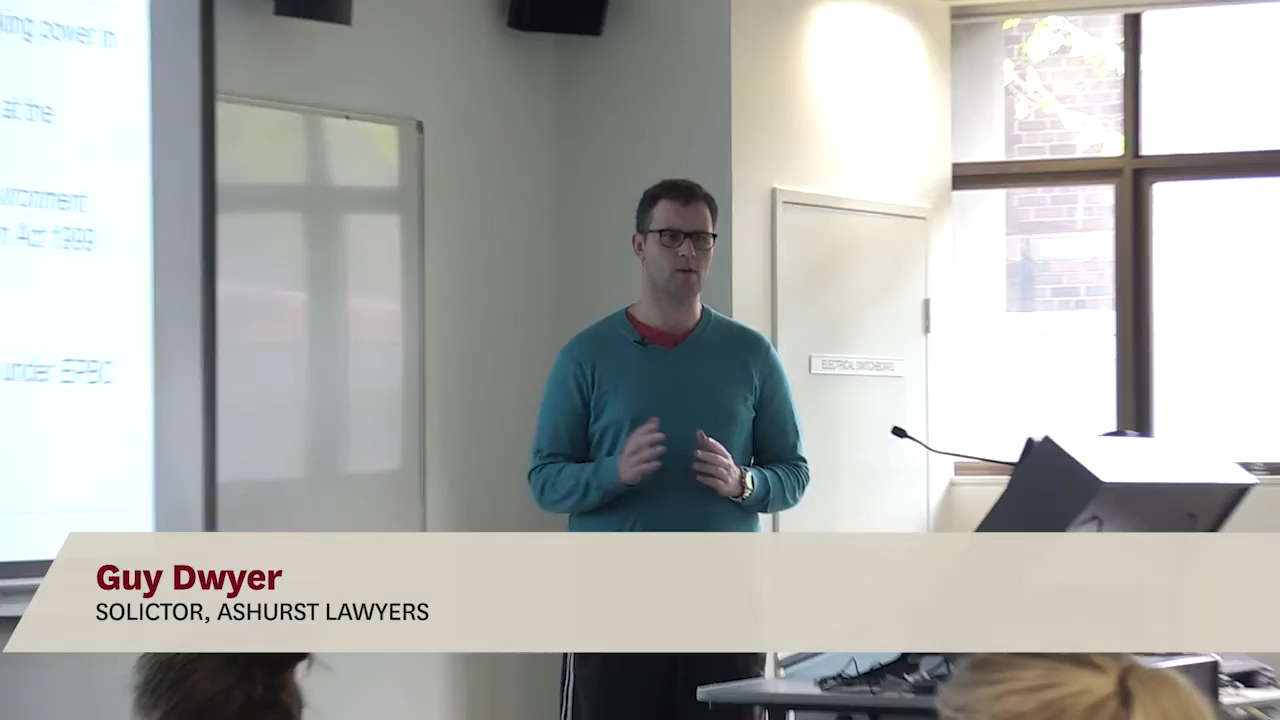 king power in
at the
vironment
n Act 1999
under EPBC
ELECTRICAL SWITCHBOARD
Guy Dwyer
SOLICTOR, ASHURST LAWYERS